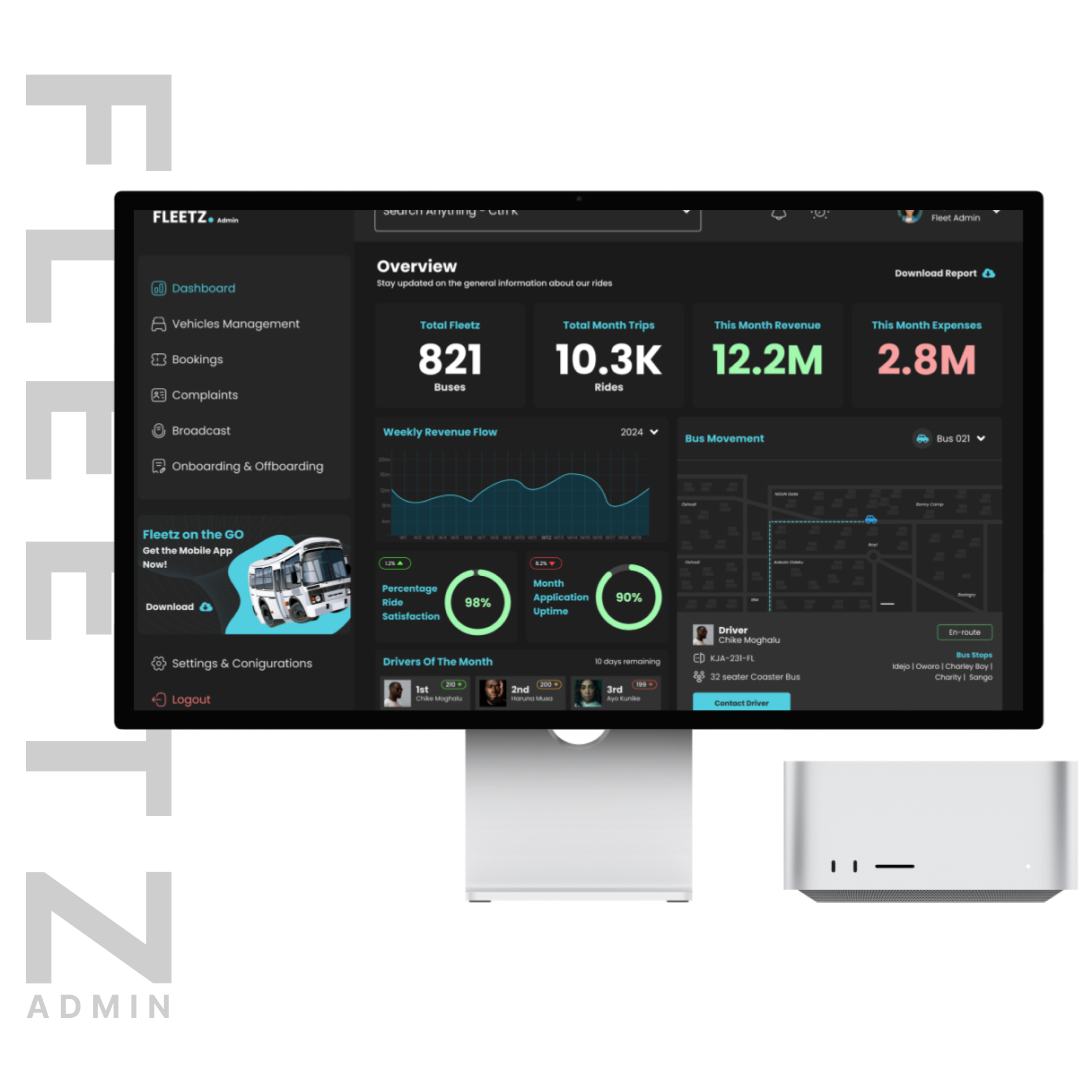 FLEETZ
ADMIN
FLEETZ Admin
Search Anything - Ctrl K
Fleet Admin
Dashboard
Vehicles Management
Bookings
Complaints
Broadcast
Onboarding & Offboarding
Fleetz on the GO
Get the Mobile App
Now!
Download
Settings & Conigurations
Logout
Overview
Stay updated on the general information about our rides
Download Report
Total Fleetz
821
Buses
Total Month Trips
10.3K
Rides
This Month Revenue
12.2M
This Month Expenses
2.8M
Weekly Revenue Flow
2024
Percentage
Ride
Satisfaction
98%
8.2%
Month
Application
Uptime
90%
Drivers Of The Month
10 days remaining
1st
210
Chike Moghalu
2nd
200
Haruna Musa
3rd
199
Ayo Kunike
Bus Movement
Bus 021
Driver
Chike Moghalu
En-route
KJA-231-FL
32 seater Coaster Bus
Bus Stops
Idejo | Oworo | Charley Boy |
Charity | Sango
Contact Driver